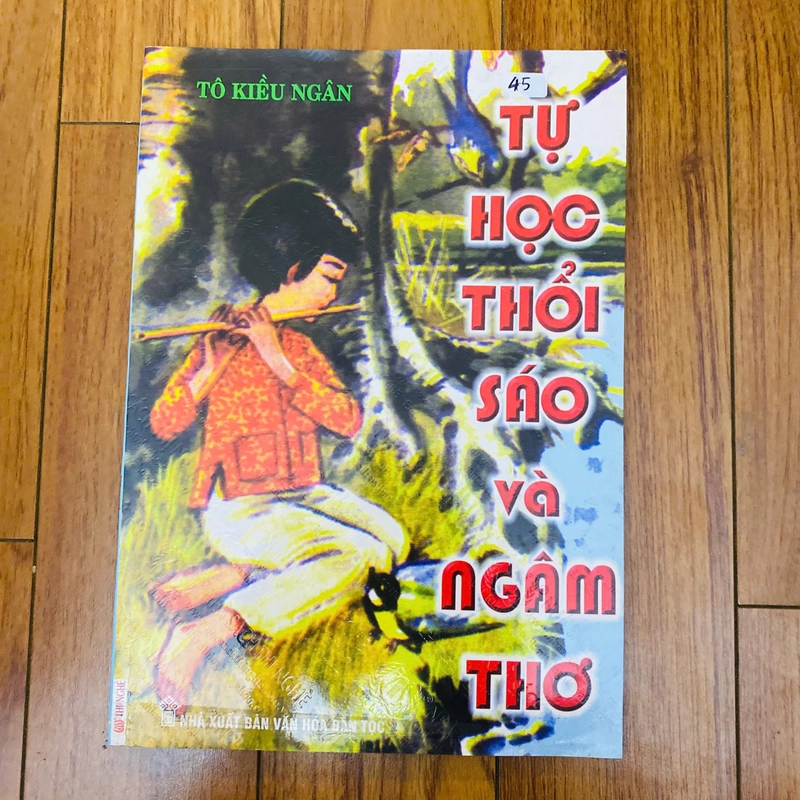 TÔ KIỀU NGÂN
45
TỰ
HỌC
THỔI
SÁO
và
NGÂM
THƠ
NHÀ XUẤT BẢN VĂN HÓA DÂN TỘC